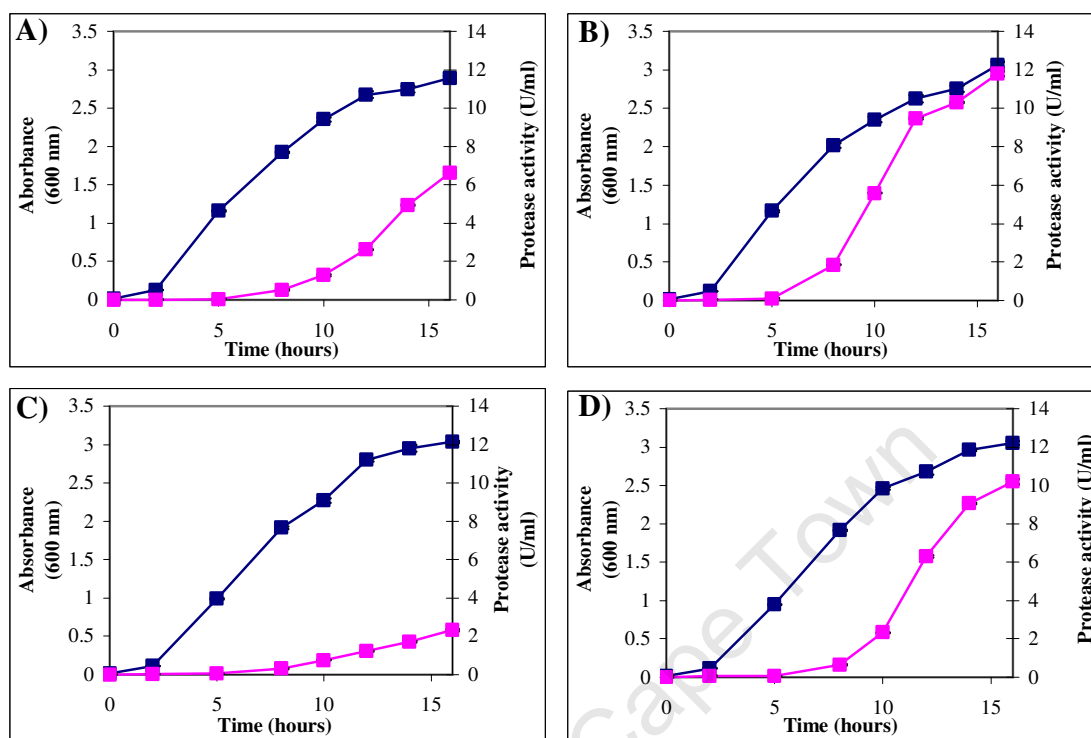 A)
3.5
3
2.5
2
1.5
1
0.5
0
Aborbance
(600 nm)
14
12
10
8
6
4
2
0
Protease activity (U/ml)
0 5 10 15
Time (hours)
B)
3.5
3
2.5
2
1.5
1
0.5
0
Absorbance
(600 nm)
14
12
10
8
6
4
2
0
Protease activity (U/ml)
0 5 10 15
Time (hours)
C)
3.5
3
2.5
2
1.5
1
0.5
0
Absorbance
(600 nm)
14
12
10
8
6
4
2
0
Protease activity
(U/ml)
0 5 10 15
Time (hours)
D)
3.5
3
2.5
2
1.5
1
0.5
0
Absorbance
(600 nm)
14
12
10
8
6
4
2
0
Protease activity (U/ml)
0 5 10 15
Time (hours)
Cape Town